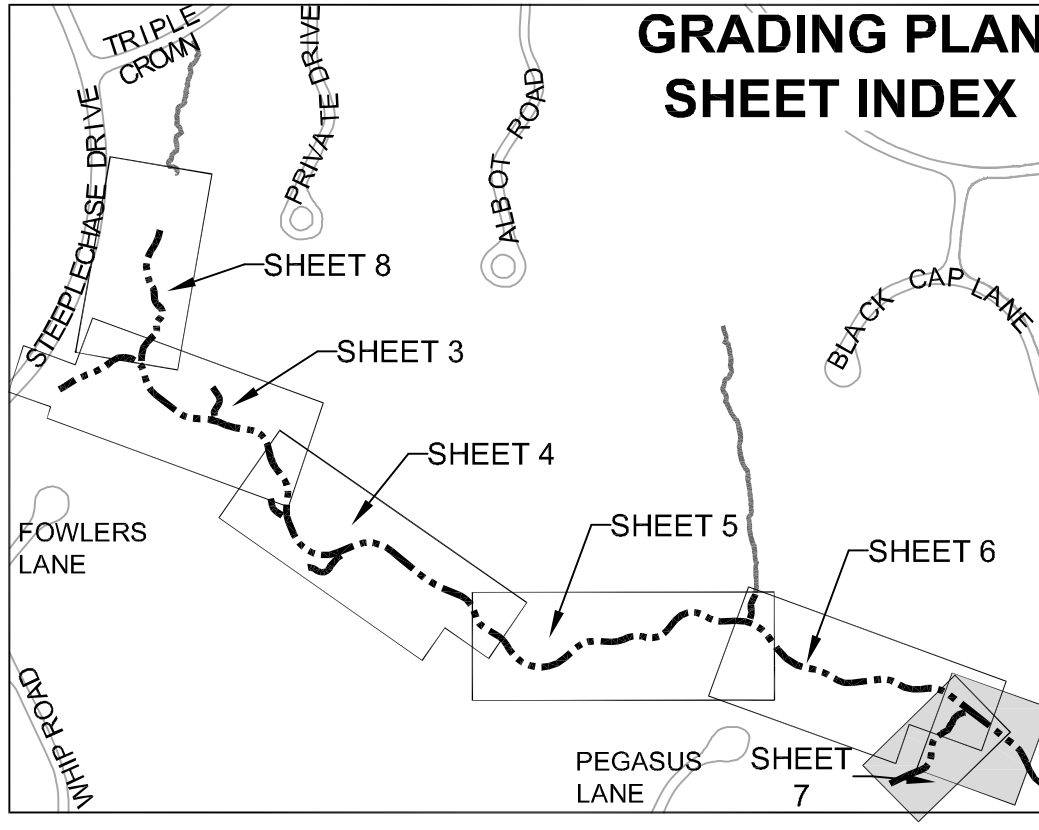 GRADING PLAN
SHEET INDEX
TRIPLE
CROWN
PRIVATE DRIVE
ALBOT ROAD
STEEPLECHASE DRIVE
SHEET 8
BLACK CAP LANE
SHEET 3
SHEET 4
FOWLERS
LANE
SHEET 5
SHEET 6
WHIP ROAD
PEGASUS
LANE
SHEET
7